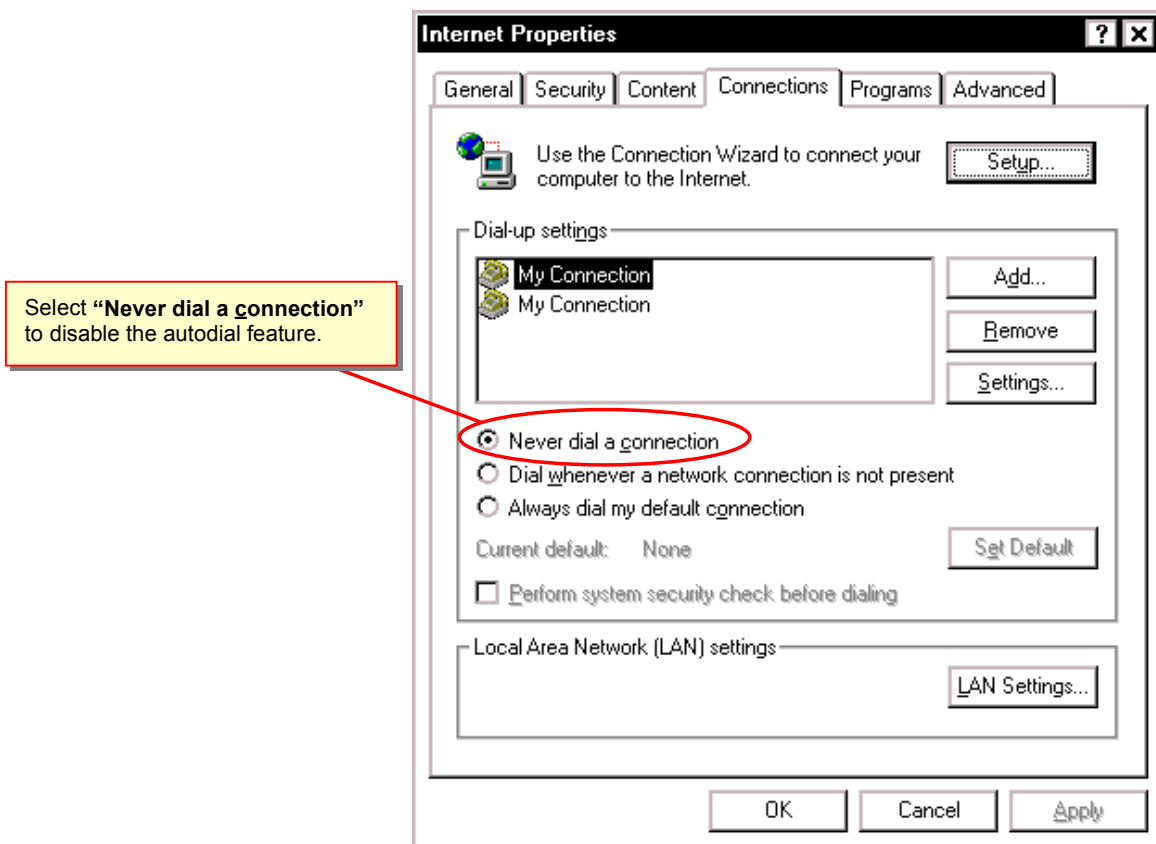 Internet Properties
? X
General Security Content Connections Programs Advanced
Use the Connection Wizard to connect your
computer to the Internet.
Setup...
Dial-up settings
My Connection
My Connection
Add...
Remove
Settings...
Select “Never dial a connection”
to disable the autodial feature.
Never dial a connection
Dial whenever a network connection is not present
Always dial my default connection
Current default: None
Set Default
Perform system security check before dialing
Local Area Network (LAN) settings
LAN Settings...
OK Cancel Apply